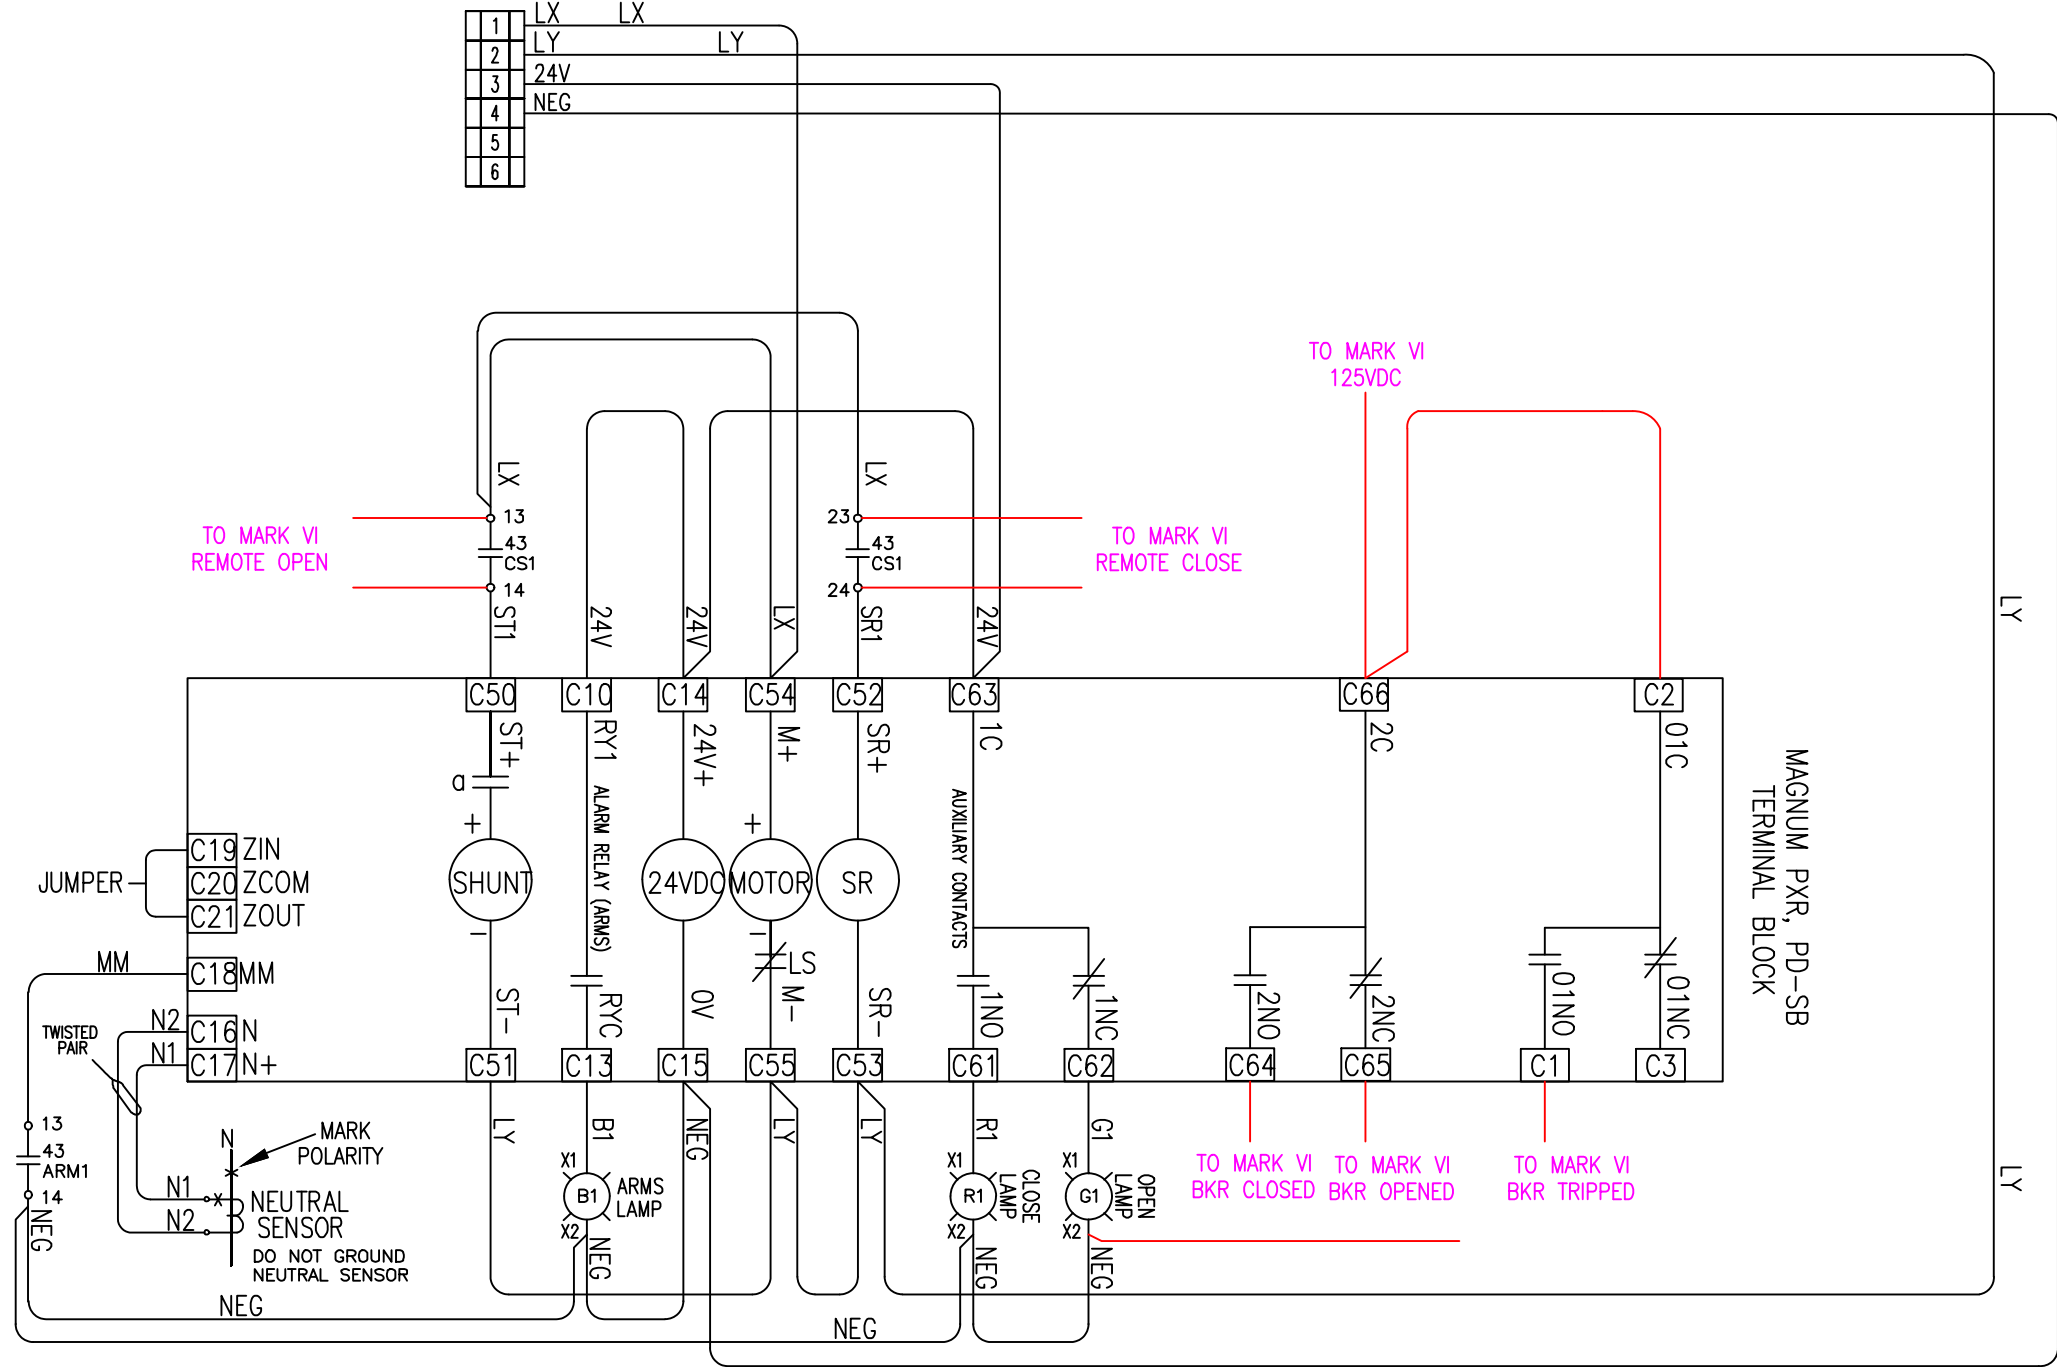 1
LX
LX
2
LY
LY
3
24V
4
NEG
5
6
TO MARK VI
125VDC
LX
LX
13
43
CS1
14
23
43
CS1
24
TO MARK VI
REMOTE OPEN
TO MARK VI
REMOTE CLOSE
ST1
24V
24V
LX
SR1
24V
LY
C50
C10
C14
C54
C52
C63
C66
C2
ST+
RY1
24V+
M+
SR+
1C
2C
01C
MAGNUM PXR, PD-SB
TERMINAL BLOCK
a
+
+
ALARM RELAY (ARMS)
AUXILIARY CONTACTS
C19 ZIN
C20 ZCOM
C21 ZOUT
JUMPER
SHUNT
24VDC
MOTOR
SR
−
−
LS
MM
C18 MM
ST-
RYC
0V
M-
SR-
1NO
1NC
2NO
2NC
01NO
01NC
N2
C16 N
N1
C17 N+
TWISTED
PAIR
C51
C13
C15
C55
C53
C61
C62
C64
C65
C1
C3
13
43
ARM1
14
NEG
N
MARK
POLARITY
N1
N2
NEUTRAL
SENSOR
DO NOT GROUND
NEUTRAL SENSOR
LY
B1
NEG
LY
LY
R1
G1
X1
B1
X2
ARMS
LAMP
X1
R1
X2
CLOSE
LAMP
X1
G1
X2
OPEN
LAMP
TO MARK VI
BKR CLOSED
TO MARK VI
BKR OPENED
TO MARK VI
BKR TRIPPED
LY
NEG
NEG
NEG
NEG
NEG